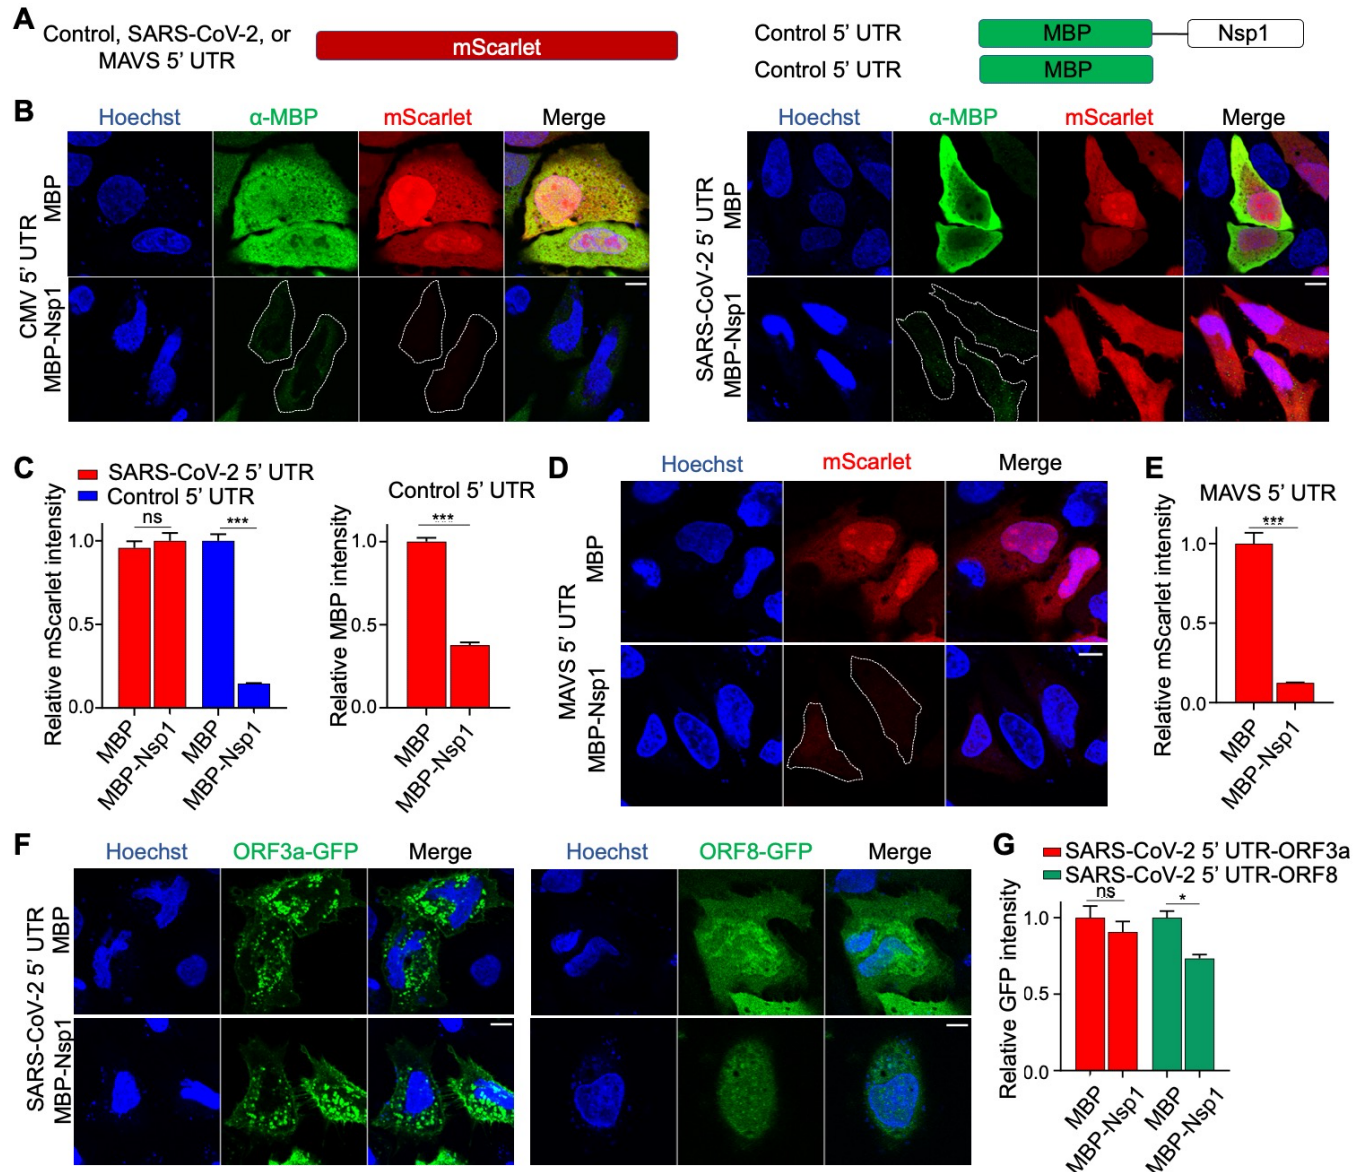 A
Control, SARS-CoV-2, or
MAVS 5’ UTR
mScarlet
Control 5’ UTR
MBP
Nsp1
Control 5’ UTR
MBP
B
Hoechst
α-MBP
mScarlet
Merge
CMV 5’ UTR
MBP
MBP-Nsp1
Hoechst
α-MBP
mScarlet
Merge
SARS-CoV-2 5’ UTR
MBP
MBP-Nsp1
C
SARS-CoV-2 5’ UTR
Control 5’ UTR
Relative mScarlet intensity
1.0
0.5
0.0
ns
***
MBP
MBP-Nsp1
MBP
MBP-Nsp1
Control 5’ UTR
Relative MBP intensity
1.0
0.5
0.0
***
MBP
MBP-Nsp1
D
Hoechst
mScarlet
Merge
MAVS 5’ UTR
MBP
MBP-Nsp1
E
MAVS 5’ UTR
Relative mScarlet intensity
1.0
0.5
0.0
***
MBP
MBP-Nsp1
F
Hoechst
ORF3a-GFP
Merge
Hoechst
ORF8-GFP
Merge
SARS-CoV-2 5’ UTR
MBP
MBP-Nsp1
G
SARS-CoV-2 5’ UTR-ORF3a
SARS-CoV-2 5’ UTR-ORF8
Relative GFP intensity
1.0
0.5
0.0
ns
*
MBP
MBP-Nsp1
MBP
MBP-Nsp1